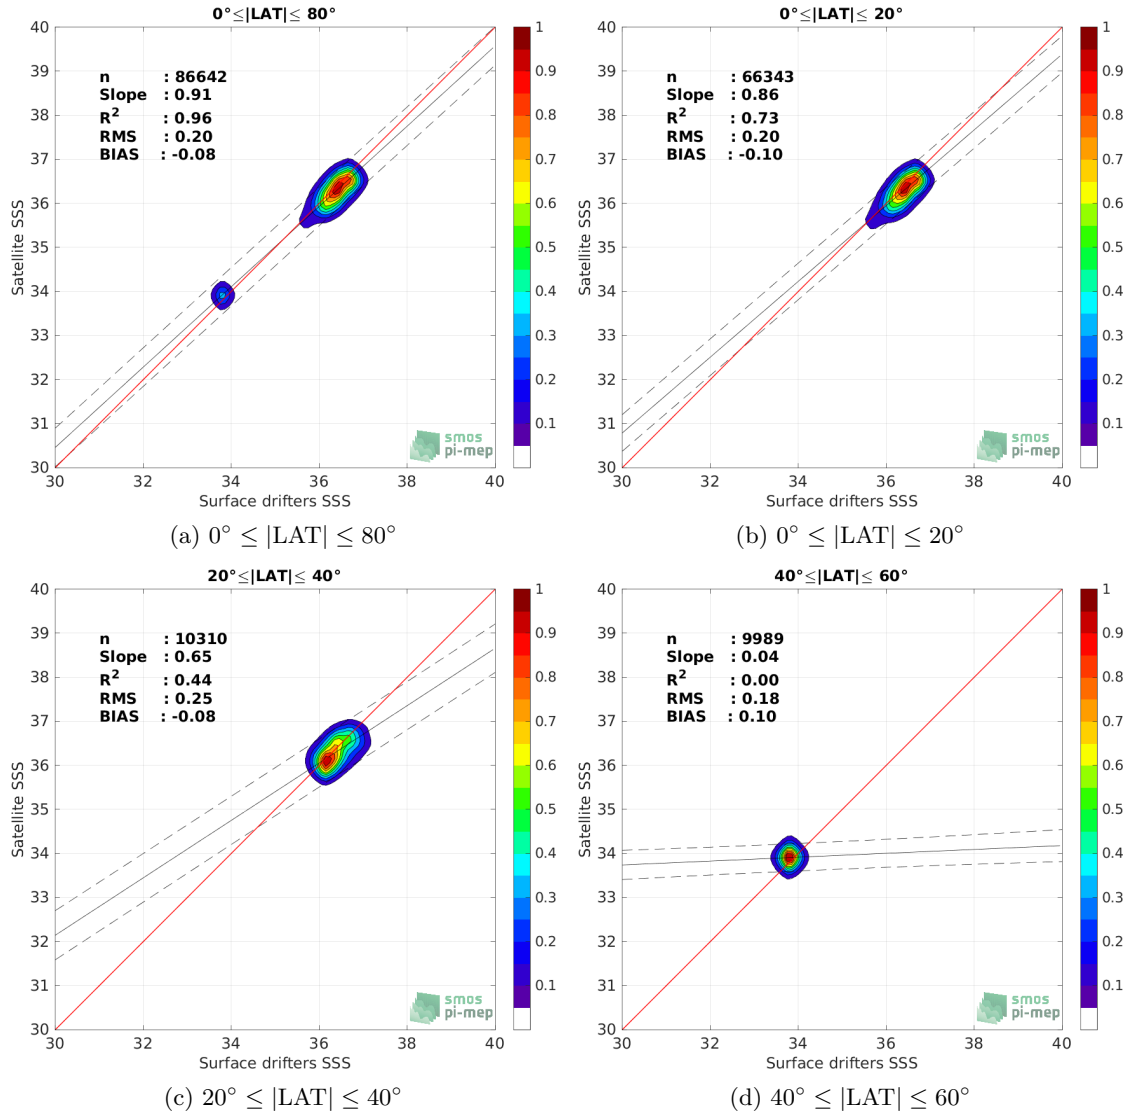 0°≤|LAT|≤ 80°
n : 86642
Slope : 0.91
R² : 0.96
RMS : 0.20
BIAS : -0.08
40
39
38
37
36
35
34
33
32
31
30
Satellite SSS
30 32 34 36 38 40
Surface drifters SSS
1
0.9
0.8
0.7
0.6
0.5
0.4
0.3
0.2
0.1
smos
pi-mep
(a) 0° ≤ |LAT| ≤ 80°
0°≤|LAT|≤ 20°
n : 66343
Slope : 0.86
R² : 0.73
RMS : 0.20
BIAS : -0.10
40
39
38
37
36
35
34
33
32
31
30
Satellite SSS
30 32 34 36 38 40
Surface drifters SSS
1
0.9
0.8
0.7
0.6
0.5
0.4
0.3
0.2
0.1
smos
pi-mep
(b) 0° ≤ |LAT| ≤ 20°
20°≤|LAT|≤ 40°
n : 10310
Slope : 0.65
R² : 0.44
RMS : 0.25
BIAS : -0.08
40
39
38
37
36
35
34
33
32
31
30
Satellite SSS
30 32 34 36 38 40
Surface drifters SSS
1
0.9
0.8
0.7
0.6
0.5
0.4
0.3
0.2
0.1
smos
pi-mep
(c) 20° ≤ |LAT| ≤ 40°
40°≤|LAT|≤ 60°
n : 9989
Slope : 0.04
R² : 0.00
RMS : 0.18
BIAS : 0.10
40
39
38
37
36
35
34
33
32
31
30
Satellite SSS
30 32 34 36 38 40
Surface drifters SSS
1
0.9
0.8
0.7
0.6
0.5
0.4
0.3
0.2
0.1
smos
pi-mep
(d) 40° ≤ |LAT| ≤ 60°